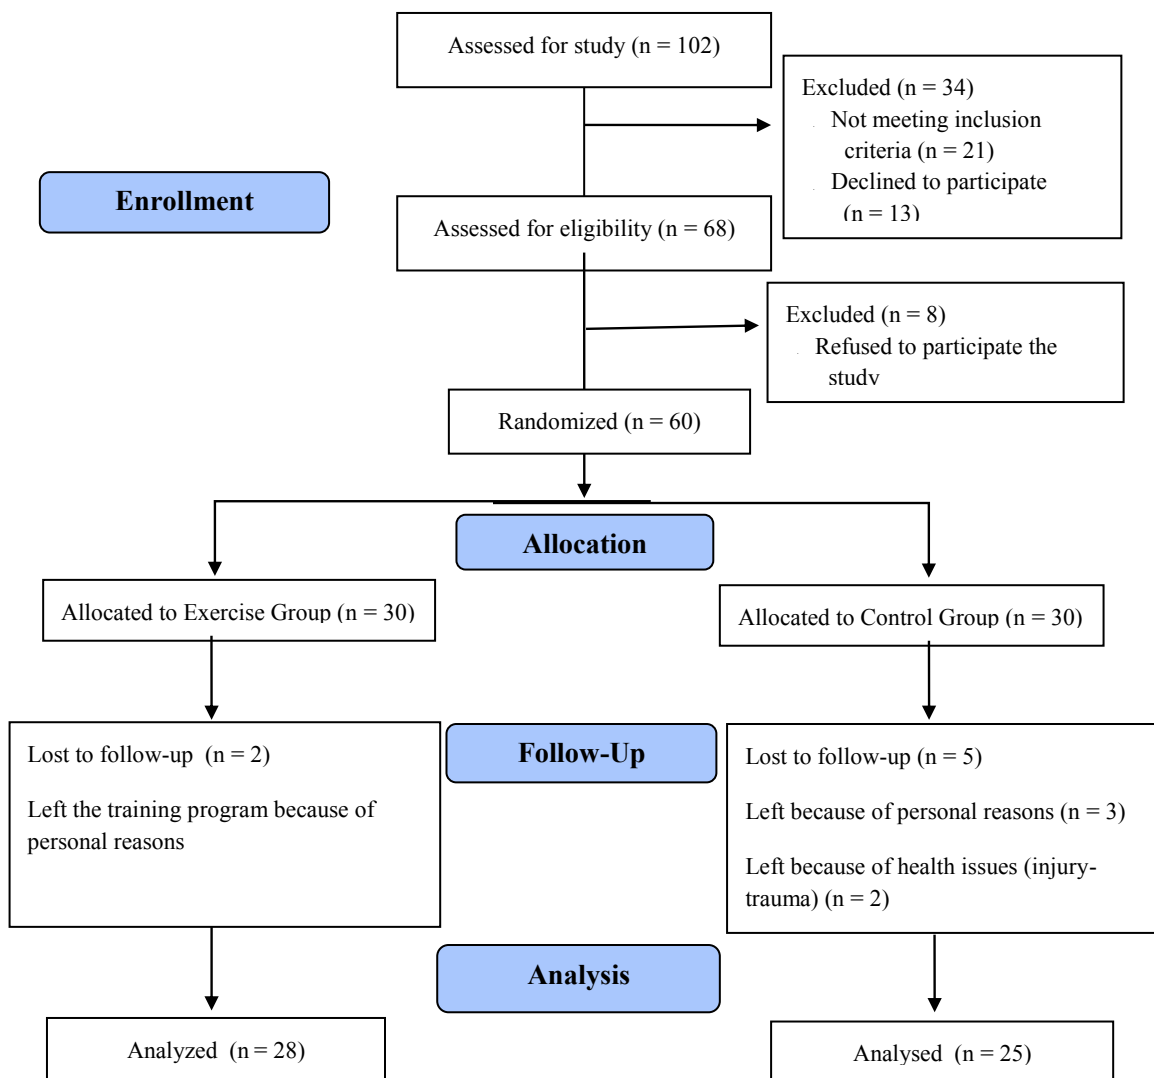 Assessed for study (n = 102)
Excluded (n = 34)
Not meeting inclusion
criteria (n = 21)
Declined to participate
(n = 13)
Enrollment
Assessed for eligibility (n = 68)
Excluded (n = 8)
Refused to participate the
study
Randomized (n = 60)
Allocation
Allocated to Exercise Group (n = 30)
Allocated to Control Group (n = 30)
Lost to follow-up (n = 2)
Left the training program because of
personal reasons
Follow-Up
Lost to follow-up (n = 5)
Left because of personal reasons (n = 3)
Left because of health issues (injury-
trauma) (n = 2)
Analysis
Analyzed (n = 28)
Analysed (n = 25)